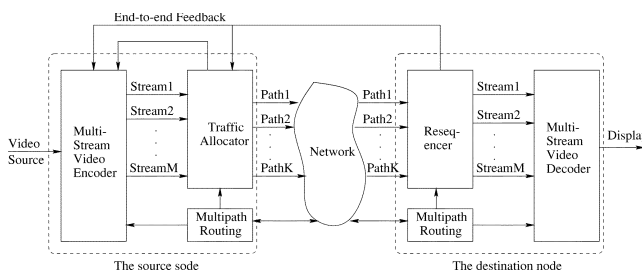 End-to-end Feedback
Video
Source
Multi-
Stream
Video
Encoder
Stream1
Stream2
StreamM
Traffic
Allocator
Path1
Path2
PathK
Network
Path1
Path2
PathK
Reseq-
encer
Stream1
Stream2
StreamM
Multi-
Stream
Video
Decoder
Displa
Multipath
Routing
Multipath
Routing
The source sode
The destination node